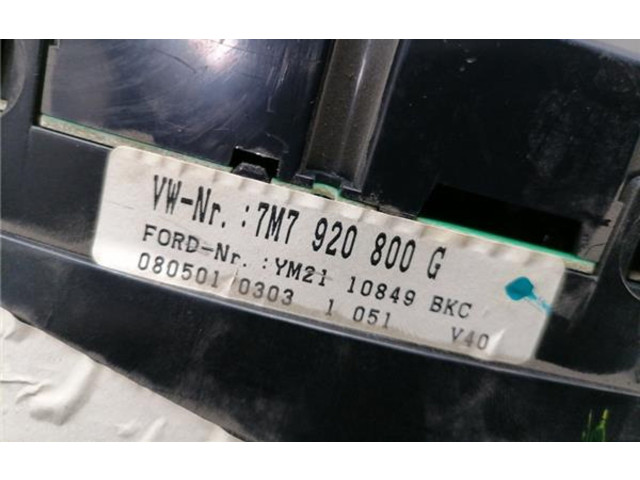 VW-Nr.:7M7 920 800 G
FORD-Nr.:YM21 10849 BKC
080501 0303 1 051 V40